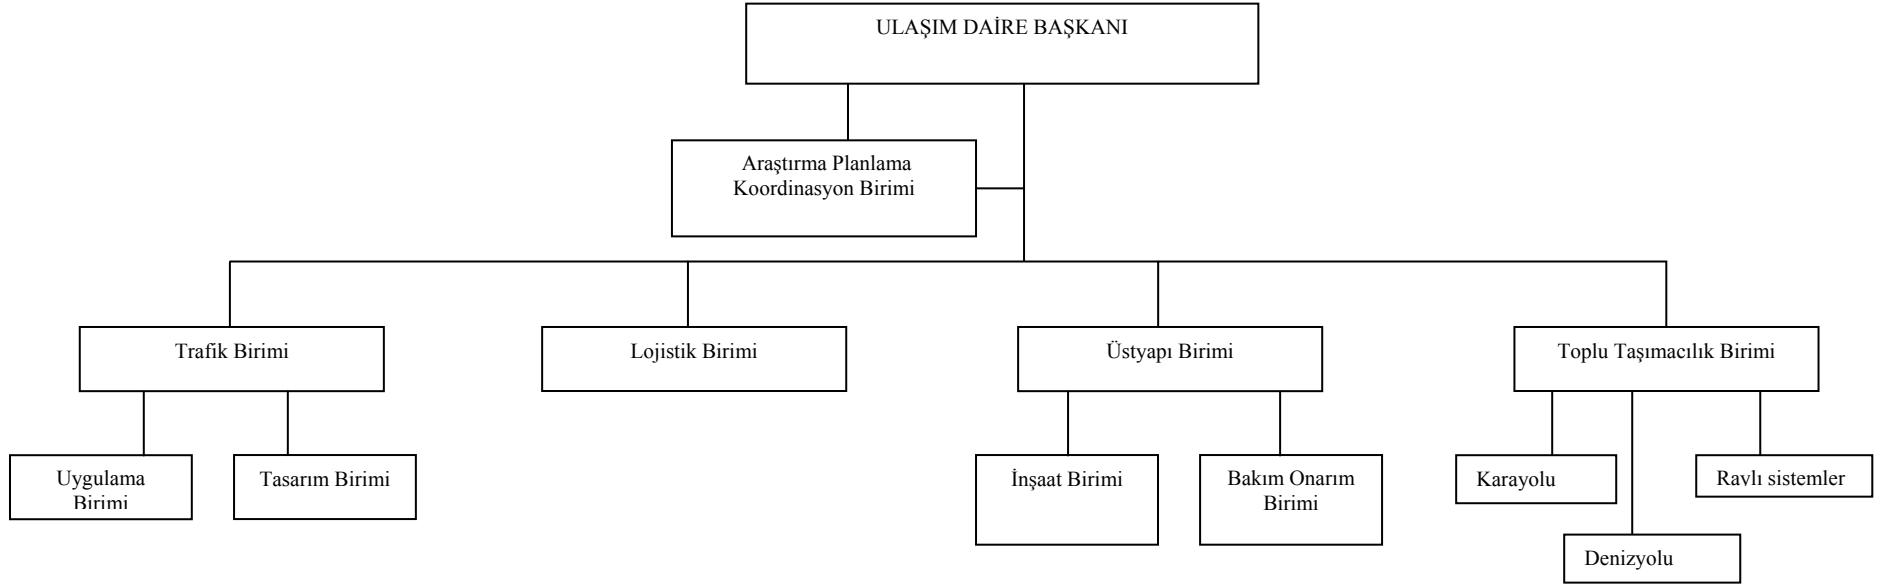 ULAŞIM DAİRE BAŞKANI
Araştırma Planlama
Koordinasyon Birimi
Trafik Birimi
Lojistik Birimi
Üstyapı Birimi
Toplu Taşımacılık Birimi
Uygulama
Birimi
Tasarım Birimi
İnşaat Birimi
Bakım Onarım
Birimi
Karayolu
Ravlı sistemler
Denizyolu